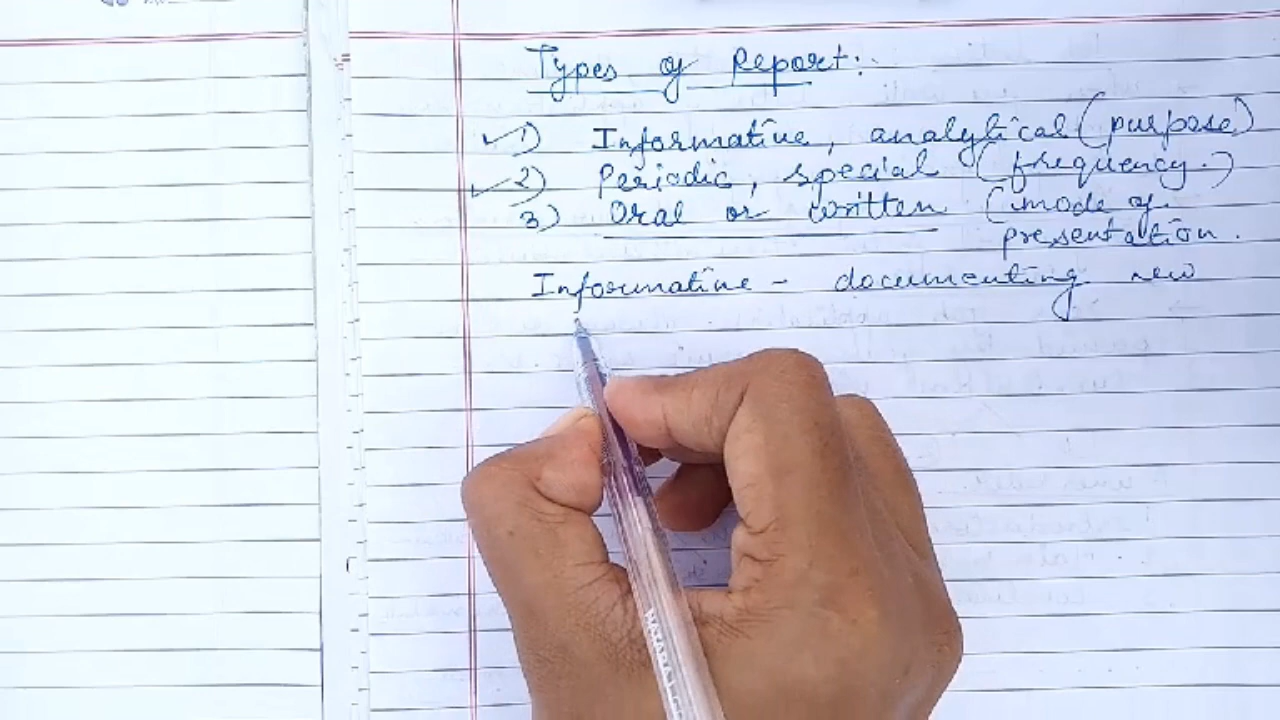 Types of Report:-
1) Informative, analytical (purpose)
2) Periodic, special (frequency.)
3) Oral or written (mode of
presentation.
Informative - documenting new